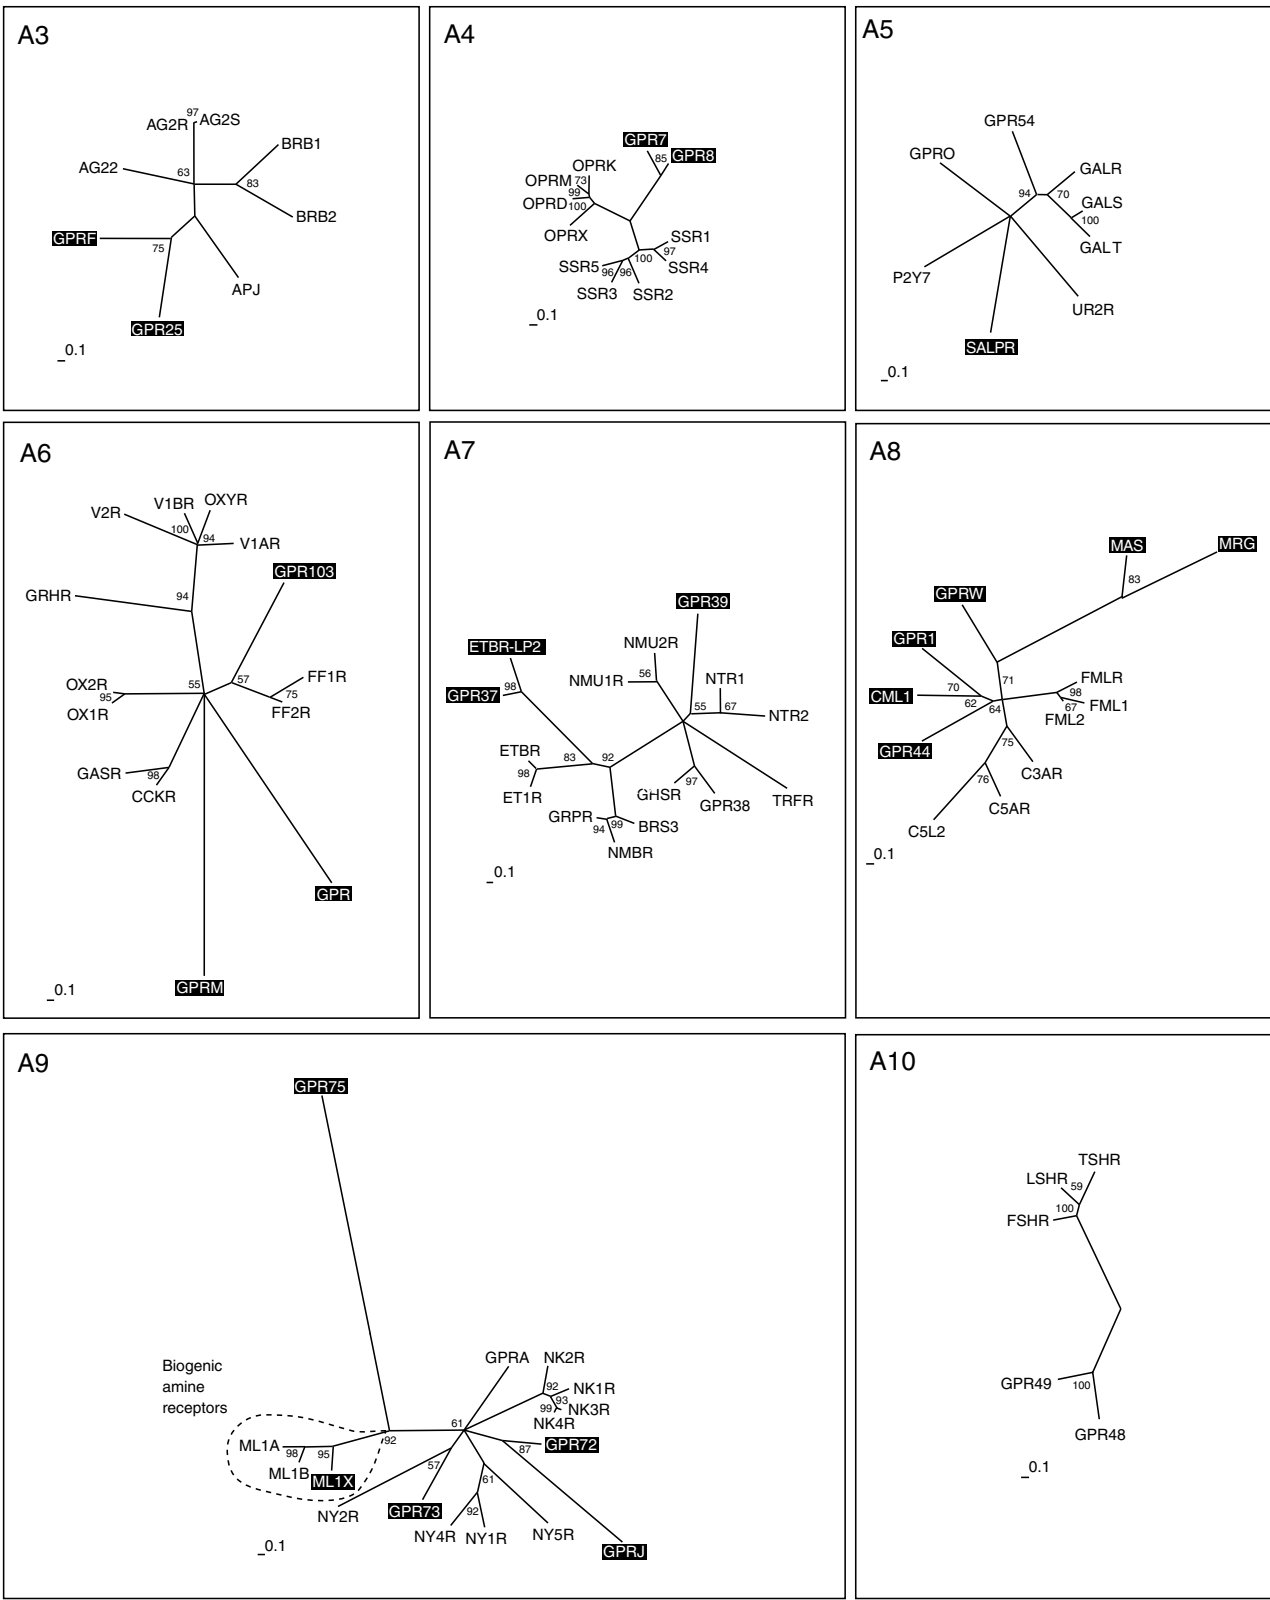 A3
97
AG2R
AG2S
BRB1
AG22
63
83
BRB2
GPRF
75
APJ
GPR25
0.1
A4
GPR7
85
GPR8
OPRK
OPRM
73
99
OPRD
100
OPRX
SSR1
97
100
SSR5
SSR4
96
96
SSR3
SSR2
0.1
A5
GPR54
GPRO
GALR
94
70
GALS
100
GALT
P2Y7
UR2R
SALPR
0.1
A6
V1BR
OXYR
V2R
100
94
V1AR
GPR103
GRHR
94
OX2R
55
57
FF1R
95
75
OX1R
FF2R
GASR
98
CCKR
GPR
GPRM
0.1
A7
GPR39
ETBR-LP2
NMU2R
56
NMU1R
NTR1
98
GPR37
55
67
NTR2
ETBR
83
92
98
97
ET1R
GHSR
GPR38
TRFR
GRPR
99
BRS3
94
NMBR
0.1
A8
MAS
MRG
83
GPRW
GPR1
71
FMLR
70
98
CML1
62
64
67
FML1
FML2
GPR44
75
C3AR
76
C5AR
C5L2
0.1
A9
GPR75
Biogenic
amine
receptors
GPRA
NK2R
92
NK1R
93
99
NK3R
NK4R
61
92
GPR72
87
ML1A
98
95
ML1B
ML1X
57
61
NY2R
GPR73
92
NY4R
NY1R
NY5R
GPRJ
0.1
A10
TSHR
LSHR
59
100
FSHR
GPR49
100
GPR48
0.1